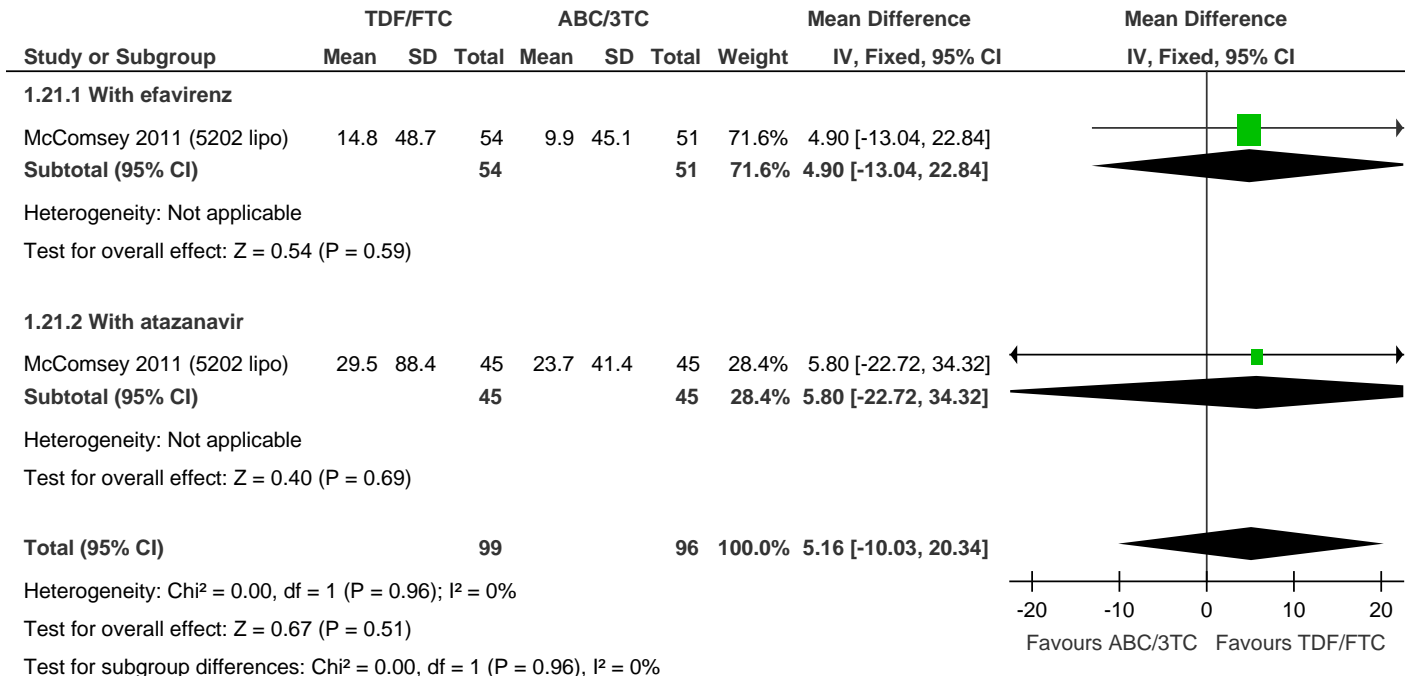 TDF/FTC ABC/3TC Mean Difference Mean Difference
Study or Subgroup Mean SD Total Mean SD Total Weight IV, Fixed, 95% CI IV, Fixed, 95% CI
1.21.1 With efavirenz
McComsey 2011 (5202 lipo) 14.8 48.7 54 9.9 45.1 51 71.6% 4.90 [-13.04, 22.84]
Subtotal (95% CI) 54 51 71.6% 4.90 [-13.04, 22.84]
Heterogeneity: Not applicable
Test for overall effect: Z = 0.54 (P = 0.59)
1.21.2 With atazanavir
McComsey 2011 (5202 lipo) 29.5 88.4 45 23.7 41.4 45 28.4% 5.80 [-22.72, 34.32]
Subtotal (95% CI) 45 45 28.4% 5.80 [-22.72, 34.32]
Heterogeneity: Not applicable
Test for overall effect: Z = 0.40 (P = 0.69)
Total (95% CI) 99 96 100.0% 5.16 [-10.03, 20.34]
Heterogeneity: Chi² = 0.00, df = 1 (P = 0.96); I² = 0%
Test for overall effect: Z = 0.67 (P = 0.51)
Test for subgroup differences: Chi² = 0.00, df = 1 (P = 0.96), I² = 0%
-20 -10 0 10 20
Favours ABC/3TC Favours TDF/FTC